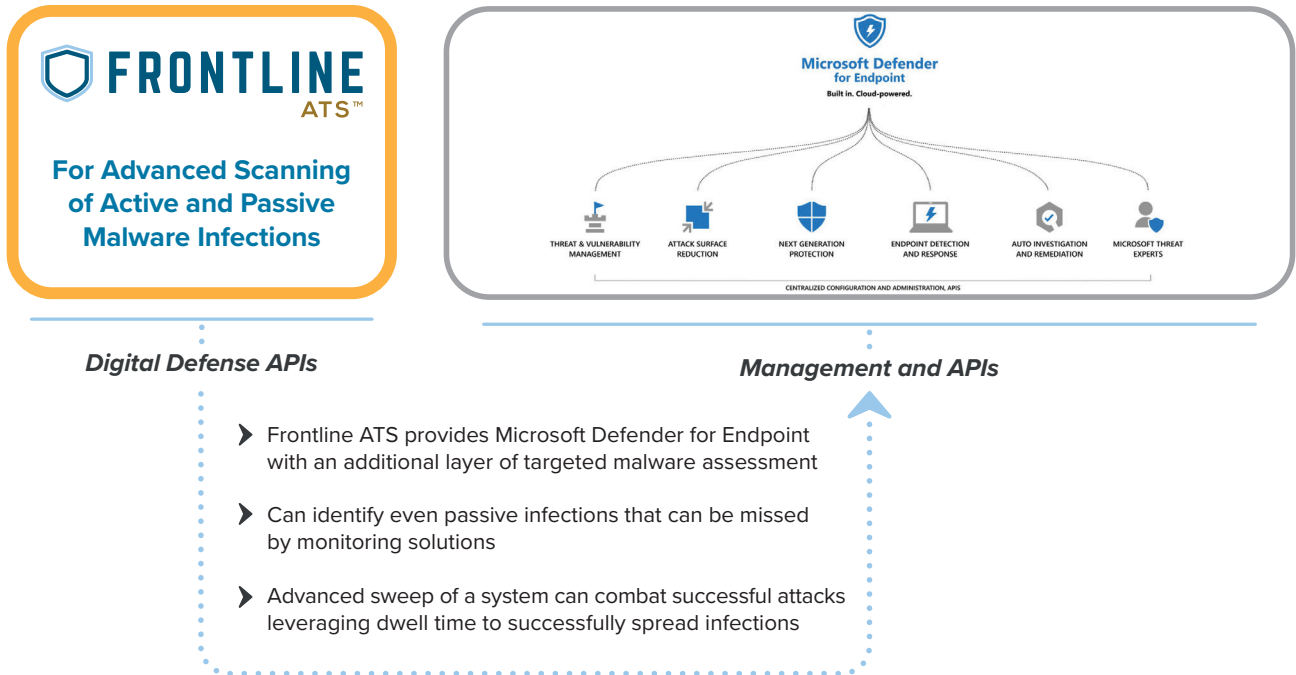 FRONTLINE
ATS™
For Advanced Scanning
of Active and Passive
Malware Infections
Microsoft Defender
for Endpoint
Built in. Cloud-powered.
THREAT & VULNERABILITY
MANAGEMENT
ATTACK SURFACE
REDUCTION
NEXT GENERATION
PROTECTION
ENDPOINT DETECTION
AND RESPONSE
AUTO INVESTIGATION
AND REMEDIATION
MICROSOFT THREAT
EXPERTS
CENTRALIZED CONFIGURATION AND ADMINISTRATION, APIS
Digital Defense APIs
Management and APIs
Frontline ATS provides Microsoft Defender for Endpoint
with an additional layer of targeted malware assessment
Can identify even passive infections that can be missed
by monitoring solutions
Advanced sweep of a system can combat successful attacks
leveraging dwell time to successfully spread infections